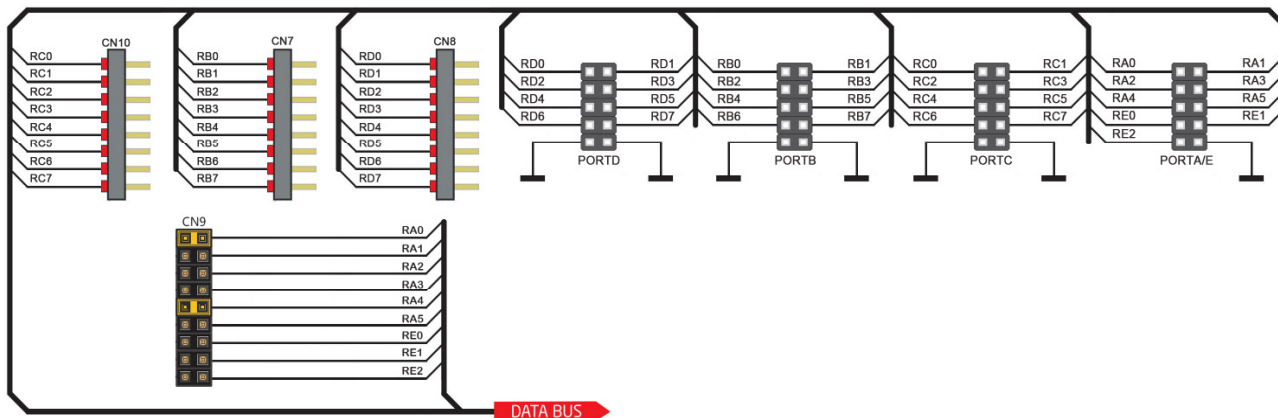 CN10
RC0
RC1
RC2
RC3
RC4
RC5
RC6
RC7
CN7
RB0
RB1
RB2
RB3
RB4
RB5
RB6
RB7
CN8
RD0
RD1
RD2
RD3
RD4
RD5
RD6
RD7
RD0 RD1
RD2 RD3
RD4 RD5
RD6 RD7
PORTD
RB0 RB1
RB2 RB3
RB4 RB5
RB6 RB7
PORTB
RC0 RC1
RC2 RC3
RC4 RC5
RC6 RC7
PORTC
RA0 RA1
RA2 RA3
RA4 RA5
RE0 RE1
RE2
PORTA/E
CN9
RA0
RA1
RA2
RA3
RA4
RA5
RE0
RE1
RE2
DATA BUS